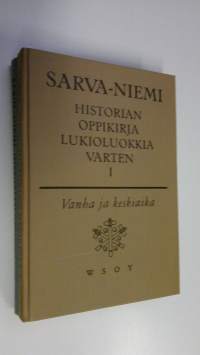 SARVA-NIEMI
HISTORIAN
OPPIKIRJA
LUKIOLUOKKIA
VARTEN
I
Vanha ja keskiaika
WSOY